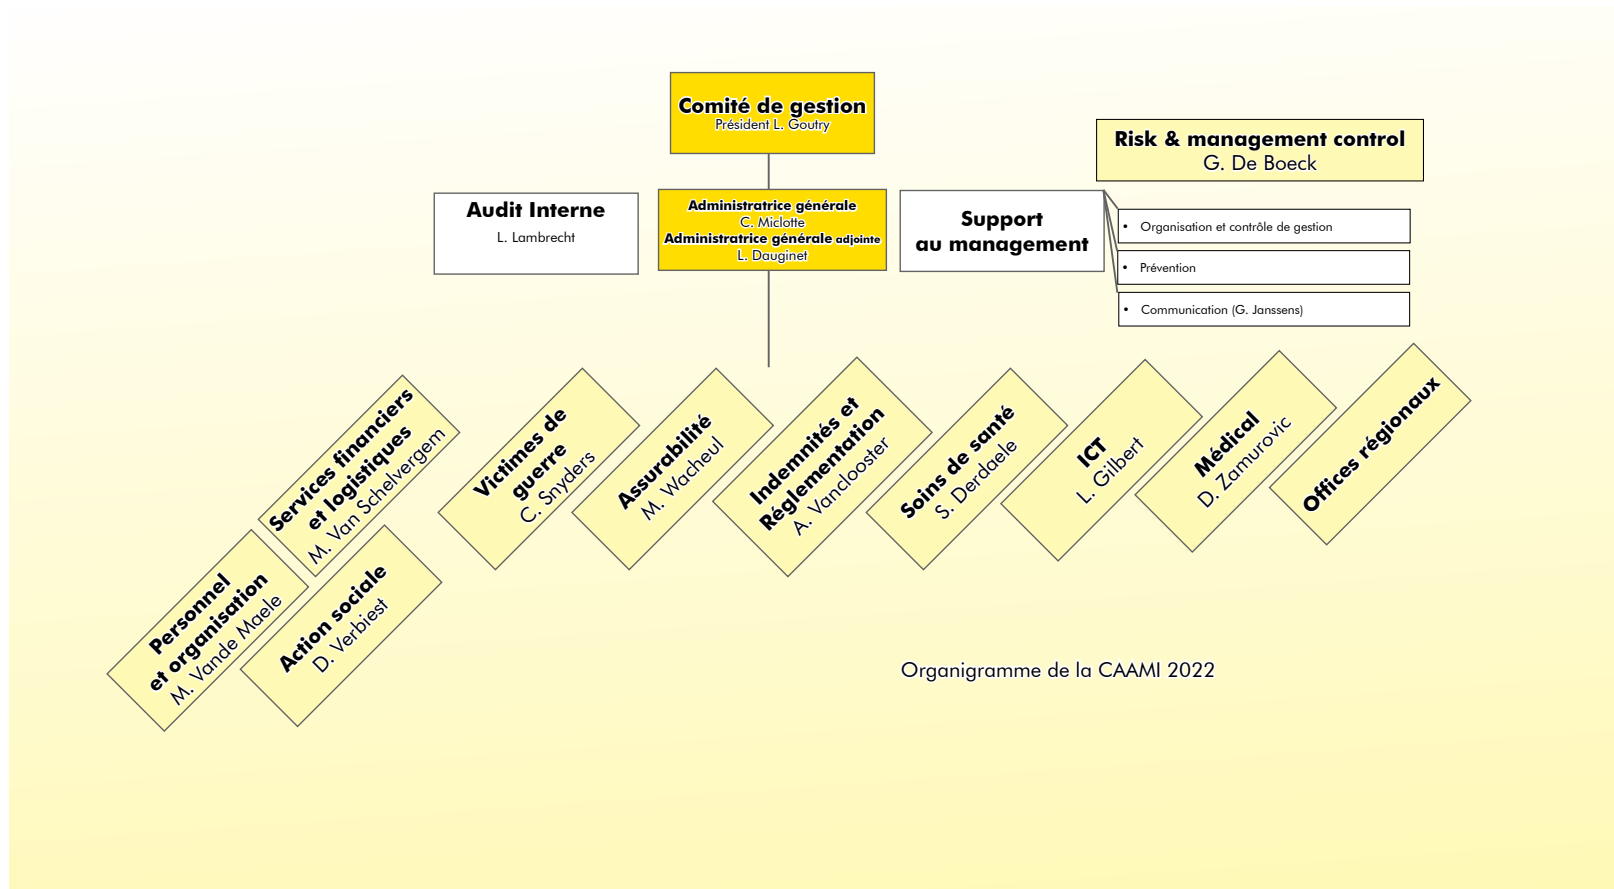 Comité de gestion
Président L. Goutry
Risk & management control
G. De Boeck
Audit Interne
L. Lambrecht
Administratrice générale
C. Miclotte
Administratrice générale adjointe
L. Dauginet
Support
au management
• Organisation et contrôle de gestion
• Prévention
• Communication (G. Janssens)
Personnel
et organisation
M. Vande Maele
Services financiers
et logistiques
M. Van Schelvergem
Action sociale
D. Verbiest
Victimes de
guerre
C. Snyders
Assurabilité
M. Wacheul
Indemnités et
Réglementation
A. Vanclooster
Soins de santé
S. Derdaele
ICT
L. Gilbert
Médical
D. Zamurovic
Offices régionaux
Organigramme de la CAAMI 2022